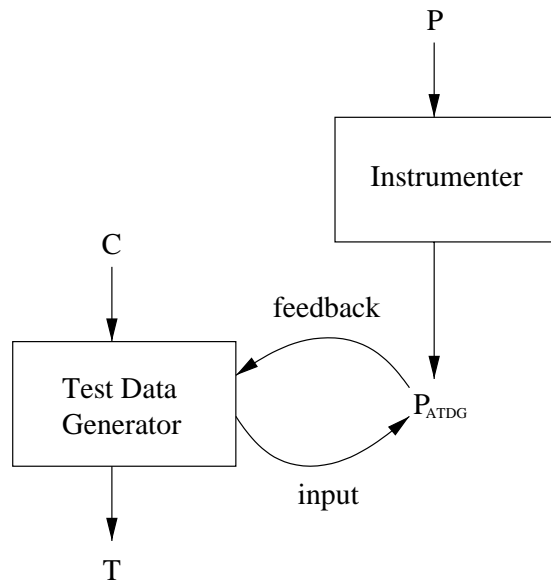 P
Instrumenter
C
feedback
Test Data
Generator
PATDG
input
T